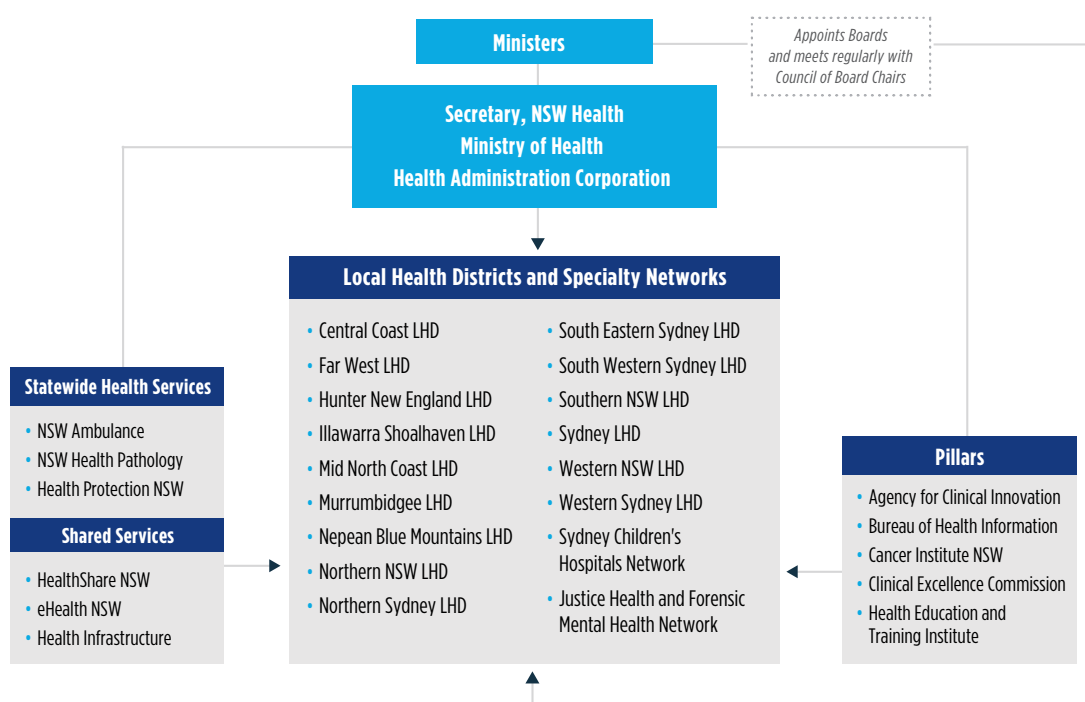 Ministers
Appoints Boards
and meets regularly with
Council of Board Chairs
Secretary, NSW Health
Ministry of Health
Health Administration Corporation
Local Health Districts and Specialty Networks
• Central Coast LHD
• Far West LHD
• Hunter New England LHD
• Illawarra Shoalhaven LHD
• Mid North Coast LHD
• Murrumbidgee LHD
• Nepean Blue Mountains LHD
• Northern NSW LHD
• Northern Sydney LHD
• South Eastern Sydney LHD
• South Western Sydney LHD
• Southern NSW LHD
• Sydney LHD
• Western NSW LHD
• Western Sydney LHD
• Sydney Children's
Hospitals Network
• Justice Health and Forensic
Mental Health Network
Statewide Health Services
• NSW Ambulance
• NSW Health Pathology
• Health Protection NSW
Shared Services
• HealthShare NSW
• eHealth NSW
• Health Infrastructure
Pillars
• Agency for Clinical Innovation
• Bureau of Health Information
• Cancer Institute NSW
• Clinical Excellence Commission
• Health Education and
Training Institute